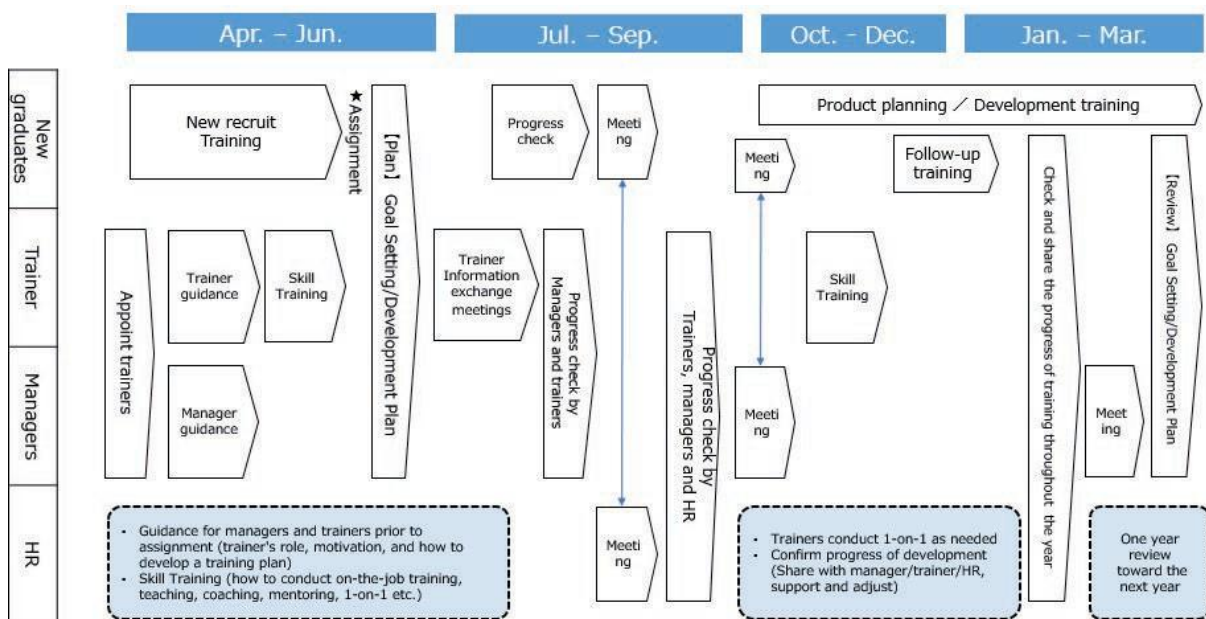 Apr. – Jun.
Jul. – Sep.
Oct. - Dec.
Jan. – Mar.
New
graduates
New recruit
Training
★Assignment
【Plan】 Goal Setting/Development Plan
Progress
check
Meeti
ng
Product planning ／ Development training
Meeti
ng
Follow-up
training
Check and share the progress of training throughout the year
【Review】 Goal Setting/Development Plan
Trainer
Appoint trainers
Trainer
guidance
Skill
Training
Trainer
Information
exchange
meetings
Progress check by
Managers and trainers
Progress check by
Trainers, managers and HR
Skill
Training
Managers
Manager
guidance
Meeti
ng
Meet
ing
HR
• Guidance for managers and trainers prior to
assignment (trainer's role, motivation, and how to
develop a training plan)
• Skill Training (how to conduct on-the-job training,
teaching, coaching, mentoring, 1-on-1 etc.)
Meeti
ng
• Trainers conduct 1-on-1 as needed
• Confirm progress of development
(Share with manager/trainer/HR,
support and adjust)
One year
review
toward the
next year